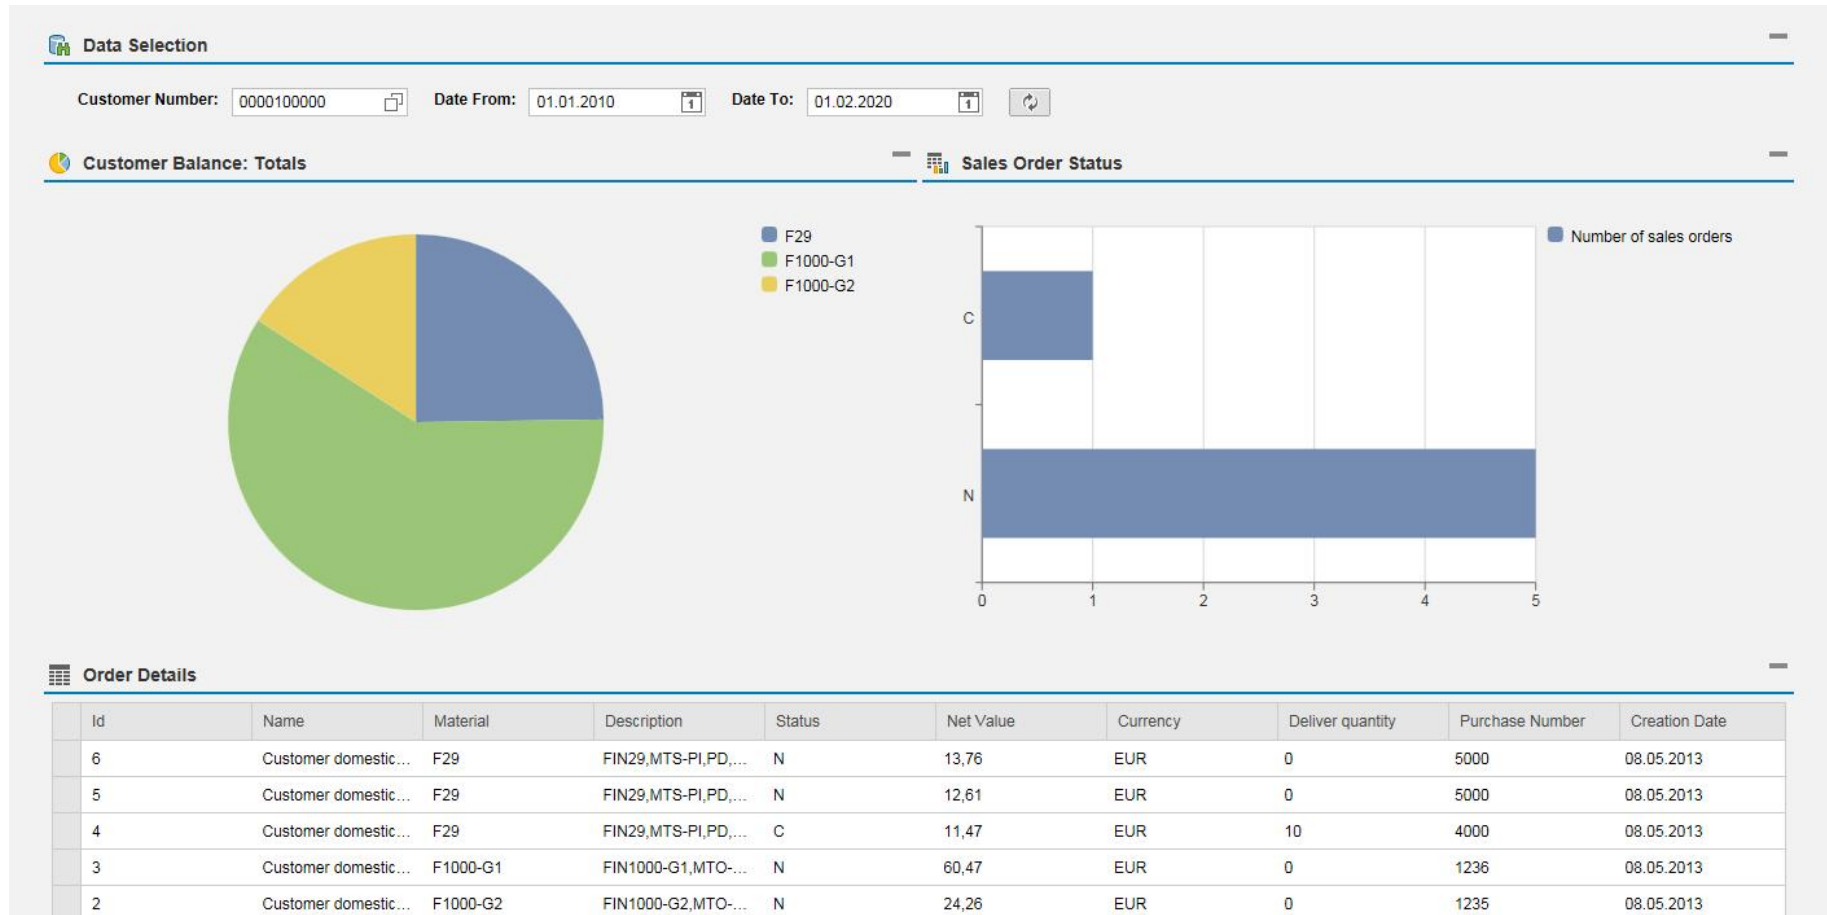 Data Selection
Customer Number: 0000100000 Date From: 01.01.2010 1 Date To: 01.02.2020 1
Customer Balance: Totals
Sales Order Status
F29
F1000-G1
F1000-G2
Number of sales orders
C
N
0 1 2 3 4 5
Order Details
Id Name Material Description Status Net Value Currency Deliver quantity Purchase Number Creation Date
6 Customer domestic... F29 FIN29,MTS-PI,PD,... N 13,76 EUR 0 5000 08.05.2013
5 Customer domestic... F29 FIN29,MTS-PI,PD,... N 12,61 EUR 0 5000 08.05.2013
4 Customer domestic... F29 FIN29,MTS-PI,PD,... C 11,47 EUR 10 4000 08.05.2013
3 Customer domestic... F1000-G1 FIN1000-G1,MTO-... N 60,47 EUR 0 1236 08.05.2013
2 Customer domestic... F1000-G2 FIN1000-G2,MTO-... N 24,26 EUR 0 1235 08.05.2013